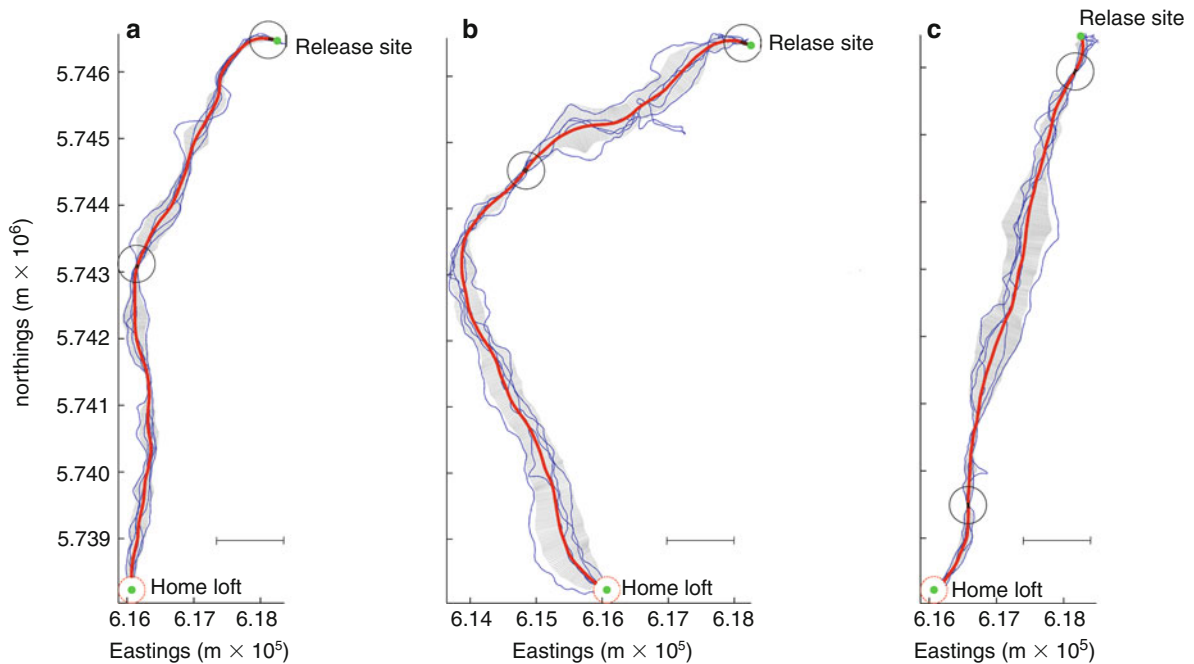 a
Release site
5.746
5.745
5.744
5.743
5.742
5.741
5.740
5.739
northings (m × 10⁶)
Home loft
6.16 6.17 6.18
Eastings (m × 10⁵)
b
Relase site
Home loft
6.14 6.15 6.16 6.17 6.18
Eastings (m × 10⁵)
c
Relase site
Home loft
6.16 6.17 6.18
Eastings (m × 10⁵)